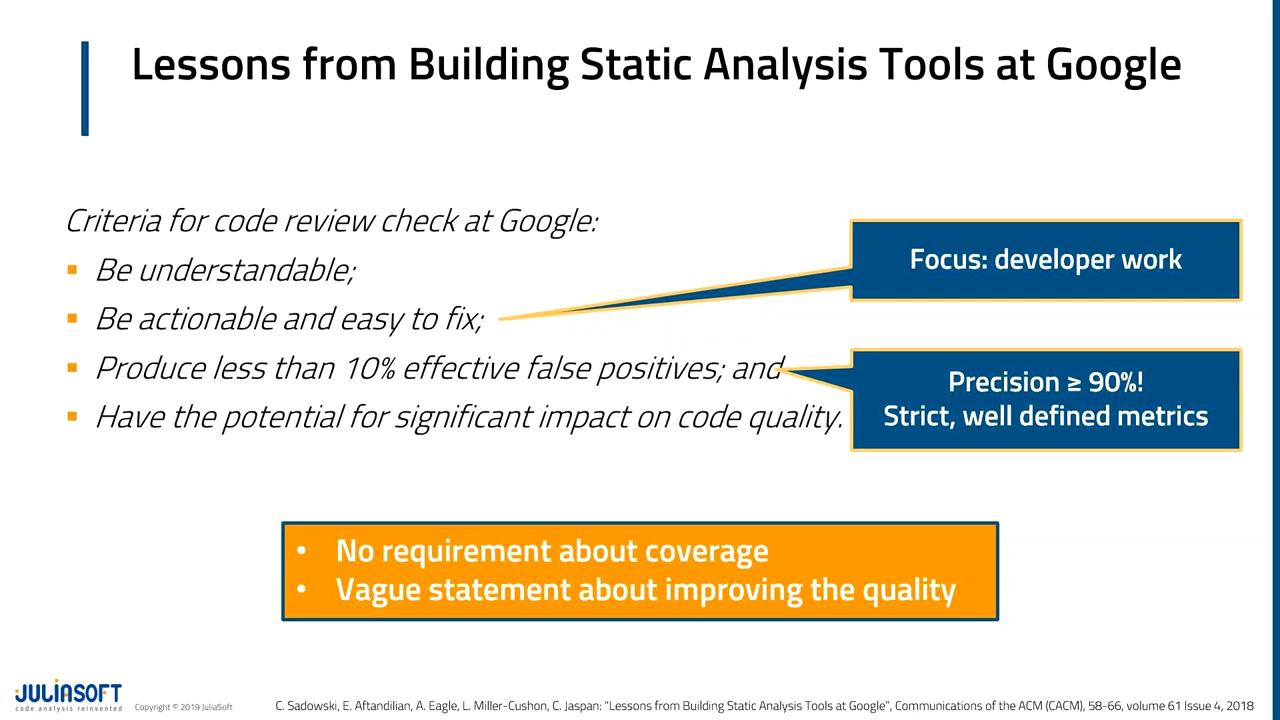 Lessons from Building Static Analysis Tools at Google
Criteria for code review check at Google:
▪ Be understandable;
▪ Be actionable and easy to fix;
▪ Produce less than 10% effective false positives; and
▪ Have the potential for significant impact on code quality.
Focus: developer work
Precision ≥ 90%!
Strict, well defined metrics
• No requirement about coverage
• Vague statement about improving the quality
JULIASOFT
code analysis reinvented
Copyright © 2019 JuliaSoft
C. Sadowski, E. Aftandilian, A. Eagle, L. Miller-Cushon, C. Jaspan: “Lessons from Building Static Analysis Tools at Google”, Communications of the ACM (CACM), 58-66, volume 61 Issue 4, 2018